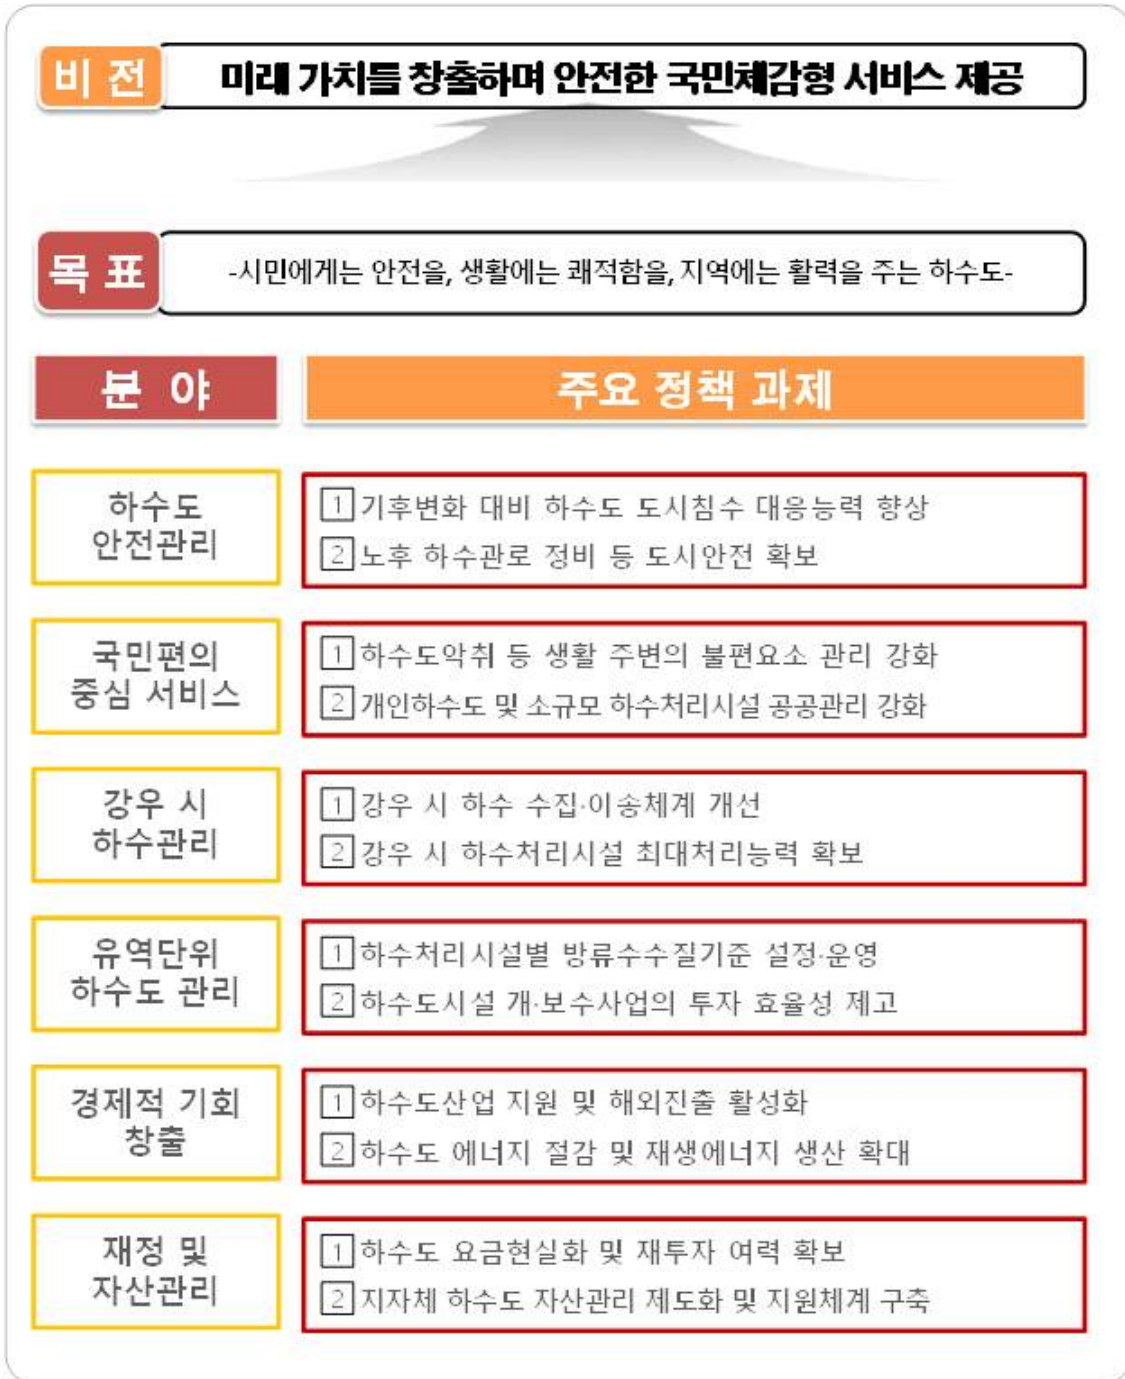 비 전
미래 가치를 창출하며 안전한 국민체감형 서비스 제공
목 표
-시민에게는 안전을, 생활에는 쾌적함을, 지역에는 활력을 주는 하수도-
분 야
주요 정책 과제
하수도
안전관리
1 기후변화 대비 하수도 도시침수 대응능력 향상
2 노후 하수관로 정비 등 도시안전 확보
국민편의
중심 서비스
1 하수도악취 등 생활 주변의 불편요소 관리 강화
2 개인하수도 및 소규모 하수처리시설 공공관리 강화
강우 시
하수관리
1 강우 시 하수 수집·이송체계 개선
2 강우 시 하수처리시설 최대처리능력 확보
유역단위
하수도 관리
1 하수처리시설별 방류수수질기준 설정·운영
2 하수도시설 개·보수사업의 투자 효율성 제고
경제적 기회
창출
1 하수도산업 지원 및 해외진출 활성화
2 하수도 에너지 절감 및 재생에너지 생산 확대
재정 및
자산관리
1 하수도 요금현실화 및 재투자 여력 확보
2 지자체 하수도 자산관리 제도화 및 지원체계 구축